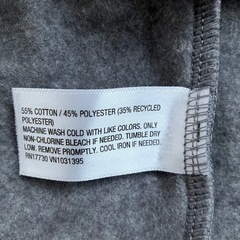 55% COTTON / 45% POLYESTER (35% RECYCLED
POLYESTER)
MACHINE WASH COLD WITH LIKE COLORS. ONLY
NON-CHLORINE BLEACH IF NEEDED. TUMBLE DRY
LOW. REMOVE PROMPTLY. COOL IRON IF NEEDED.
RN17730 VN1031395